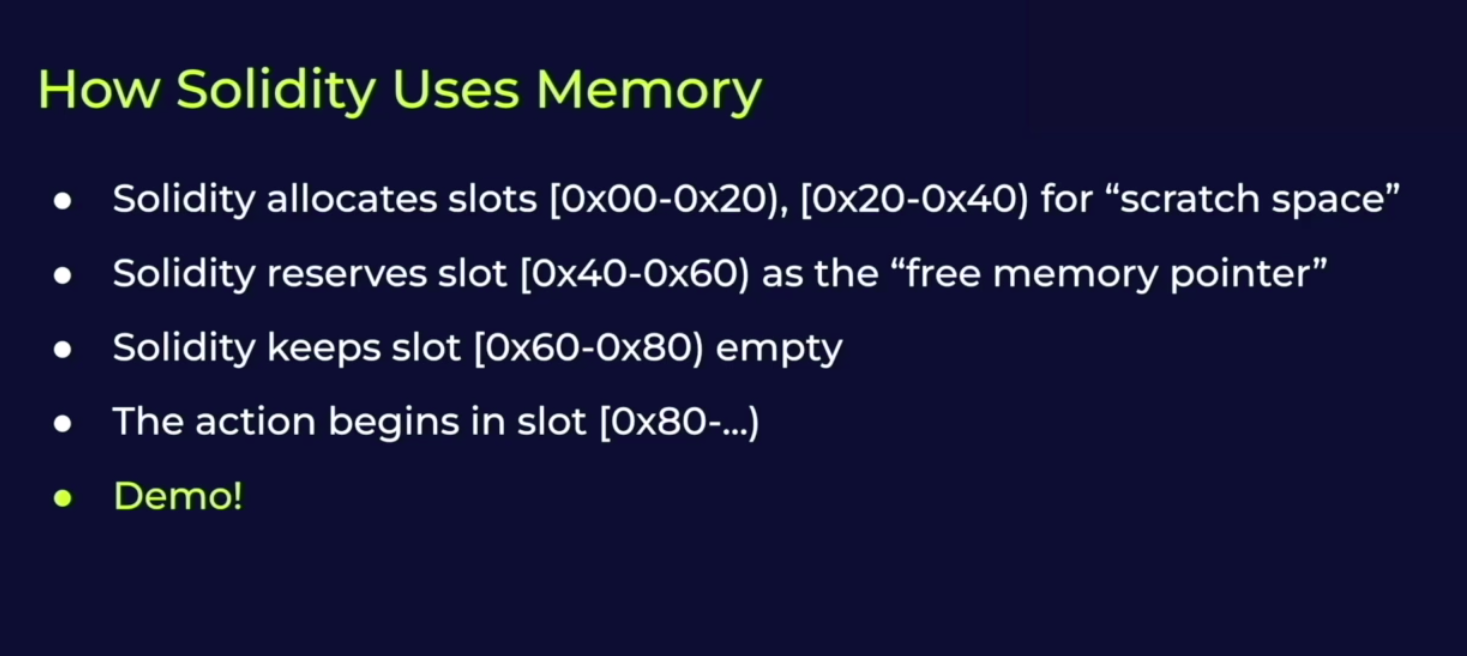 How Solidity Uses Memory
● Solidity allocates slots [0x00-0x20), [0x20-0x40) for “scratch space”
● Solidity reserves slot [0x40-0x60) as the “free memory pointer”
● Solidity keeps slot [0x60-0x80) empty
● The action begins in slot [0x80-...)
● Demo!